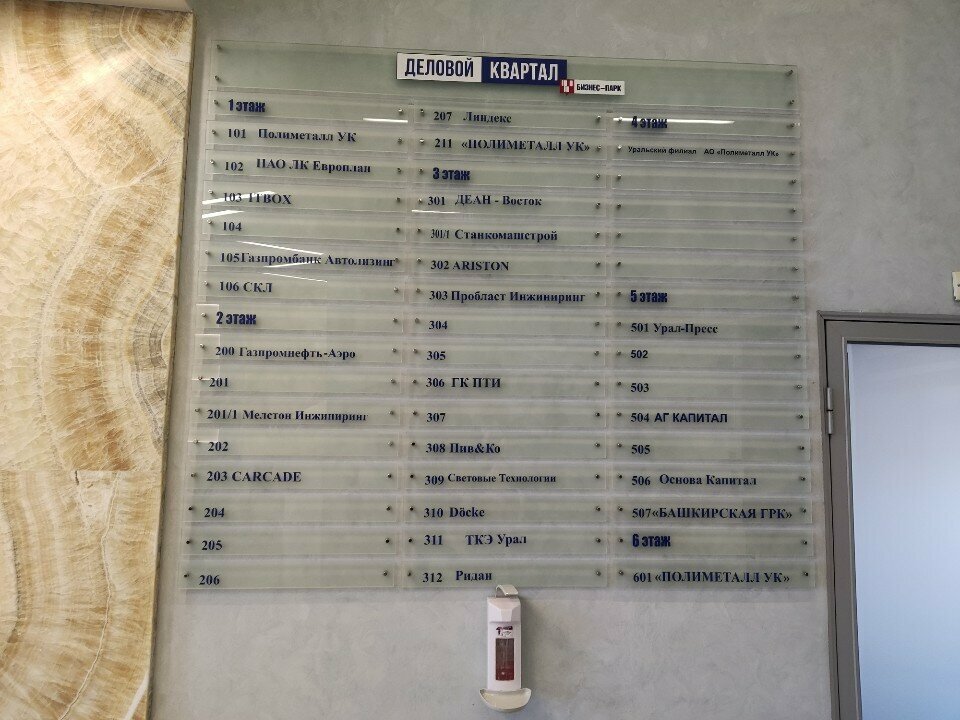 ДЕЛОВОЙ КВАРТАЛ
БИЗНЕС-ПАРК
1 этаж
101 Полиметалл УК
102 ПАО ЛК Европлан
103 ITBOX
104
105 Газпромбанк Автолизинг
106 СКЛ
2 этаж
200 Газпромнефть-Аэро
201
201/1 Мелстон Инжиниринг
202
203 CARCADE
204
205
206
207 Линдекс
211 «ПОЛИМЕТАЛЛ УК»
3 этаж
301 ДЕАН - Восток
301/1 Станкомашстрой
302 ARISTON
303 Пробласт Инжиниринг
304
305
306 ГК ПТИ
307
308 Пив&Ко
309 Световые Технологии
310 Döcke
311 ТКЭ Урал
312 Ридан
4 этаж
Уральский филиал АО «Полиметалл УК»
5 этаж
501 Урал-Пресс
502
503
504 АГ КАПИТАЛ
505
506 Основа Капитал
507 «БАШКИРСКАЯ ГРК»
6 этаж
601 «ПОЛИМЕТАЛЛ УК»